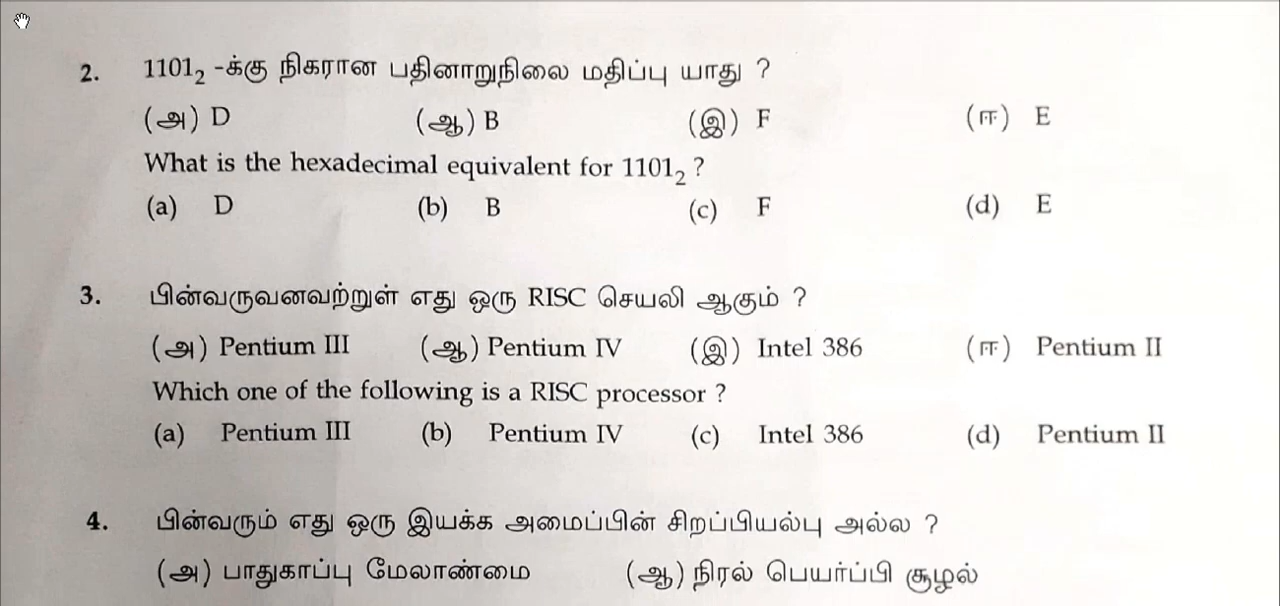 2. 1101₂ -க்கு நிகரான பதினாறுநிலை மதிப்பு யாது ?
(அ) D (ஆ) B (இ) F (ஈ) E
What is the hexadecimal equivalent for 1101₂ ?
(a) D (b) B (c) F (d) E
3. பின்வருவனவற்றுள் எது ஒரு RISC செயலி ஆகும் ?
(அ) Pentium III (ஆ) Pentium IV (இ) Intel 386 (ஈ) Pentium II
Which one of the following is a RISC processor ?
(a) Pentium III (b) Pentium IV (c) Intel 386 (d) Pentium II
4. பின்வரும் எது ஒரு இயக்க அமைப்பின் சிறப்பியல்பு அல்ல ?
(அ) பாதுகாப்பு மேலாண்மை (ஆ) நிரல் பெயர்ப்பி சூழல்